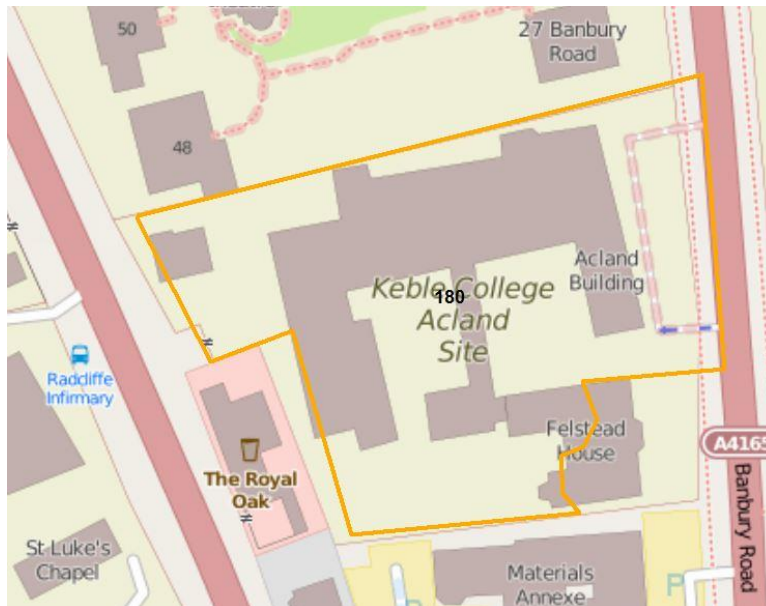 50
27 Banbury
Road
48
Acland
Building
Keble College
Acland
Site
180
Radcliffe
Infirmary
The Royal
Oak
Felstead
House
A4165
Banbury Road
St Luke's
Chapel
Materials
Annexe
P